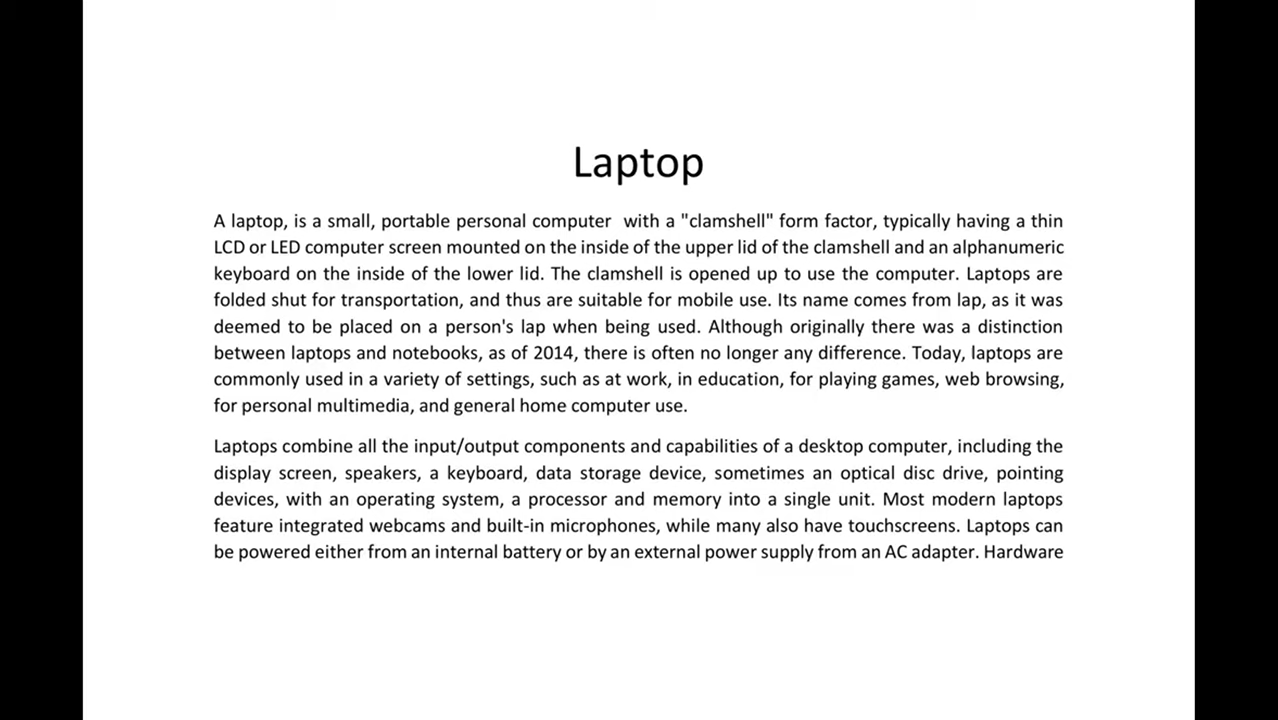 Laptop
A laptop, is a small, portable personal computer  with a "clamshell" form factor, typically having a thin
LCD or LED computer screen mounted on the inside of the upper lid of the clamshell and an alphanumeric
keyboard on the inside of the lower lid. The clamshell is opened up to use the computer. Laptops are
folded shut for transportation, and thus are suitable for mobile use. Its name comes from lap, as it was
deemed to be placed on a person's lap when being used. Although originally there was a distinction
between laptops and notebooks, as of 2014, there is often no longer any difference. Today, laptops are
commonly used in a variety of settings, such as at work, in education, for playing games, web browsing,
for personal multimedia, and general home computer use.
Laptops combine all the input/output components and capabilities of a desktop computer, including the
display screen, speakers, a keyboard, data storage device, sometimes an optical disc drive, pointing
devices, with an operating system, a processor and memory into a single unit. Most modern laptops
feature integrated webcams and built-in microphones, while many also have touchscreens. Laptops can
be powered either from an internal battery or by an external power supply from an AC adapter. Hardware